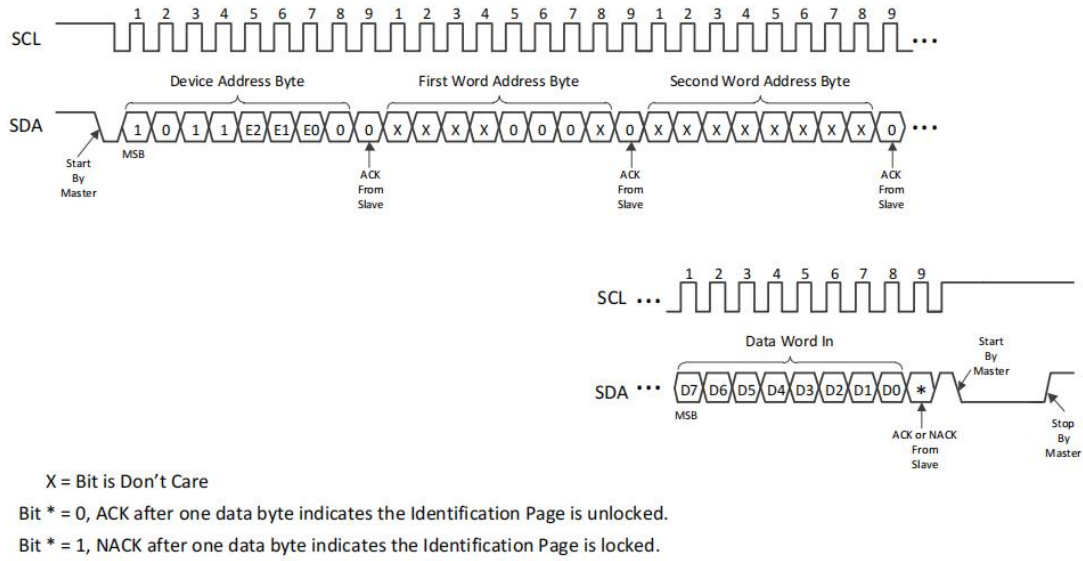 1 2 3 4 5 6 7 8 9 1 2 3 4 5 6 7 8 9 1 2 3 4 5 6 7 8 9
SCL
...
Device Address Byte First Word Address Byte Second Word Address Byte
SDA
1 0 1 1 E2 E1 E0 0 0 X X X X 0 0 0 X 0 X X X X X X X X 0
...
MSB
Start
By
Master
ACK
From
Slave
ACK
From
Slave
ACK
From
Slave
1 2 3 4 5 6 7 8 9
SCL ...
Data Word In
Start
By
Master
SDA ...
D7 D6 D5 D4 D3 D2 D1 D0 *
MSB
ACK or NACK
From
Slave
Stop
By
Master
X = Bit is Don’t Care
Bit * = 0, ACK after one data byte indicates the Identification Page is unlocked.
Bit * = 1, NACK after one data byte indicates the Identification Page is locked.